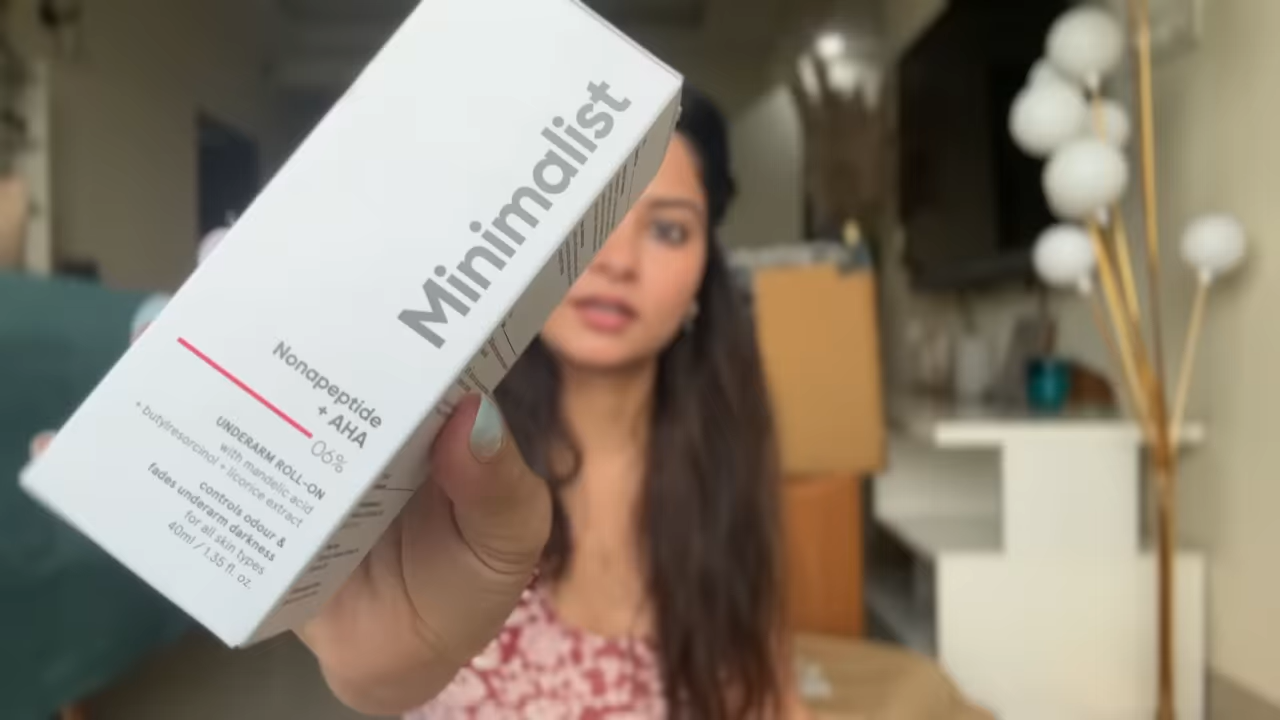 Minimalist
Nonapeptide
+ AHA
06%
UNDERARM ROLL-ON
with mandelic acid
+ butylresorcinol + licorice extract
controls odour &
fades underarm darkness
for all skin types
40ml / 1.35 fl. oz.